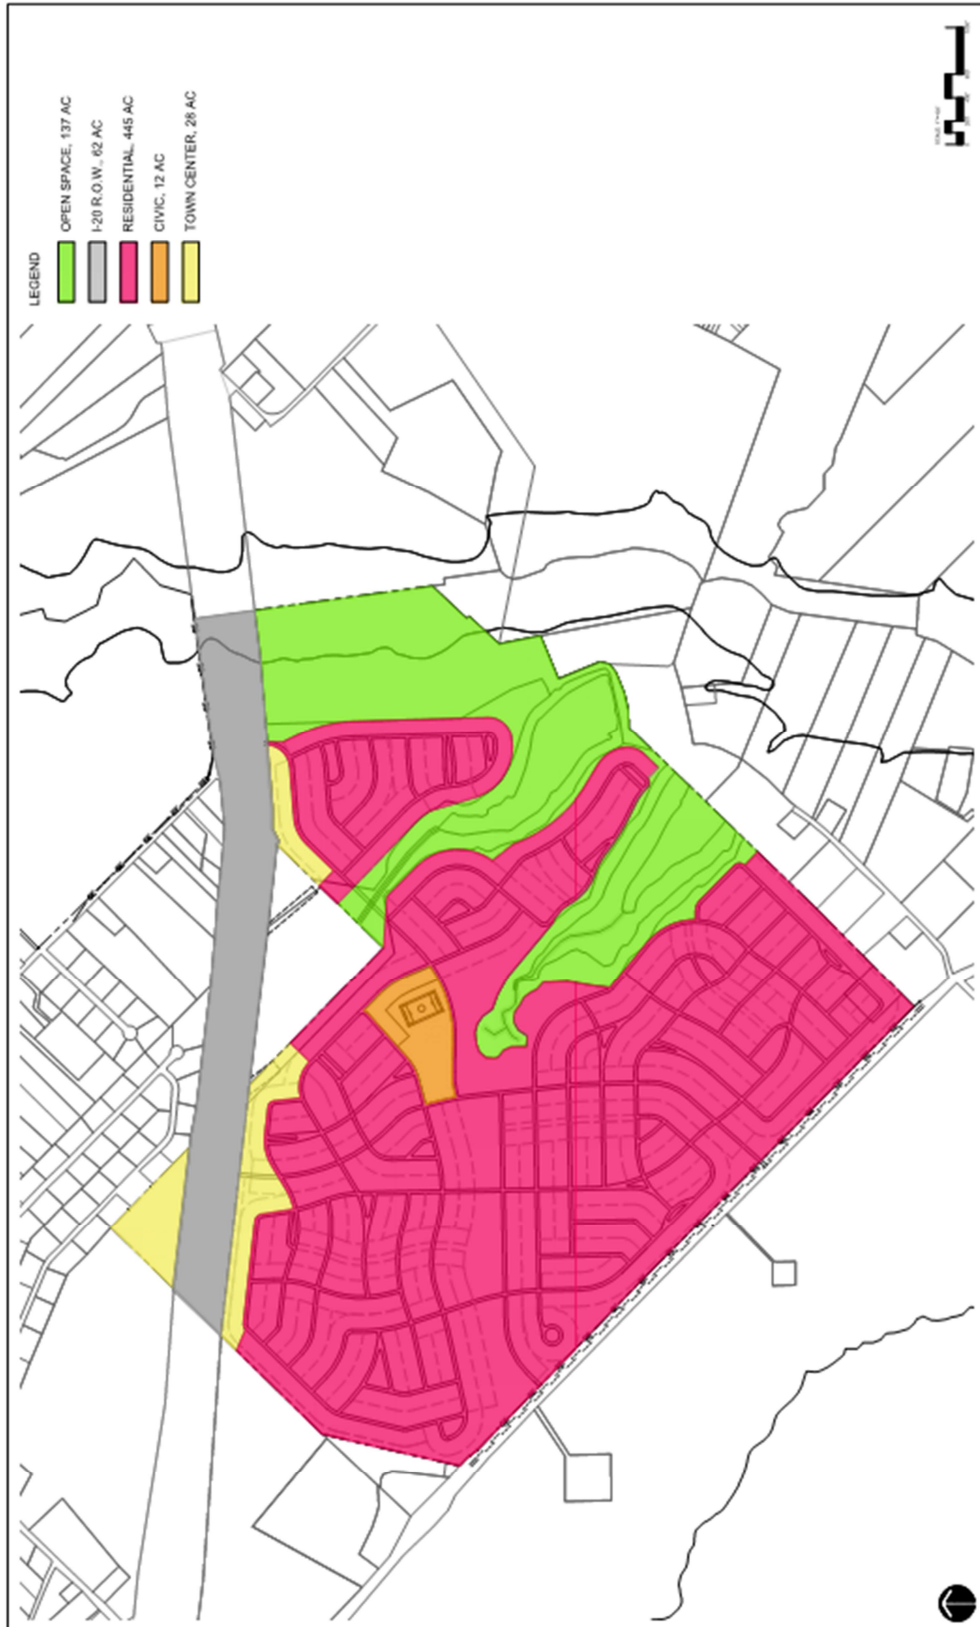 LEGEND
OPEN SPACE, 137 AC
I-20 R.O.W., 62 AC
RESIDENTIAL, 445 AC
CIVIC, 12 AC
TOWN CENTER, 28 AC